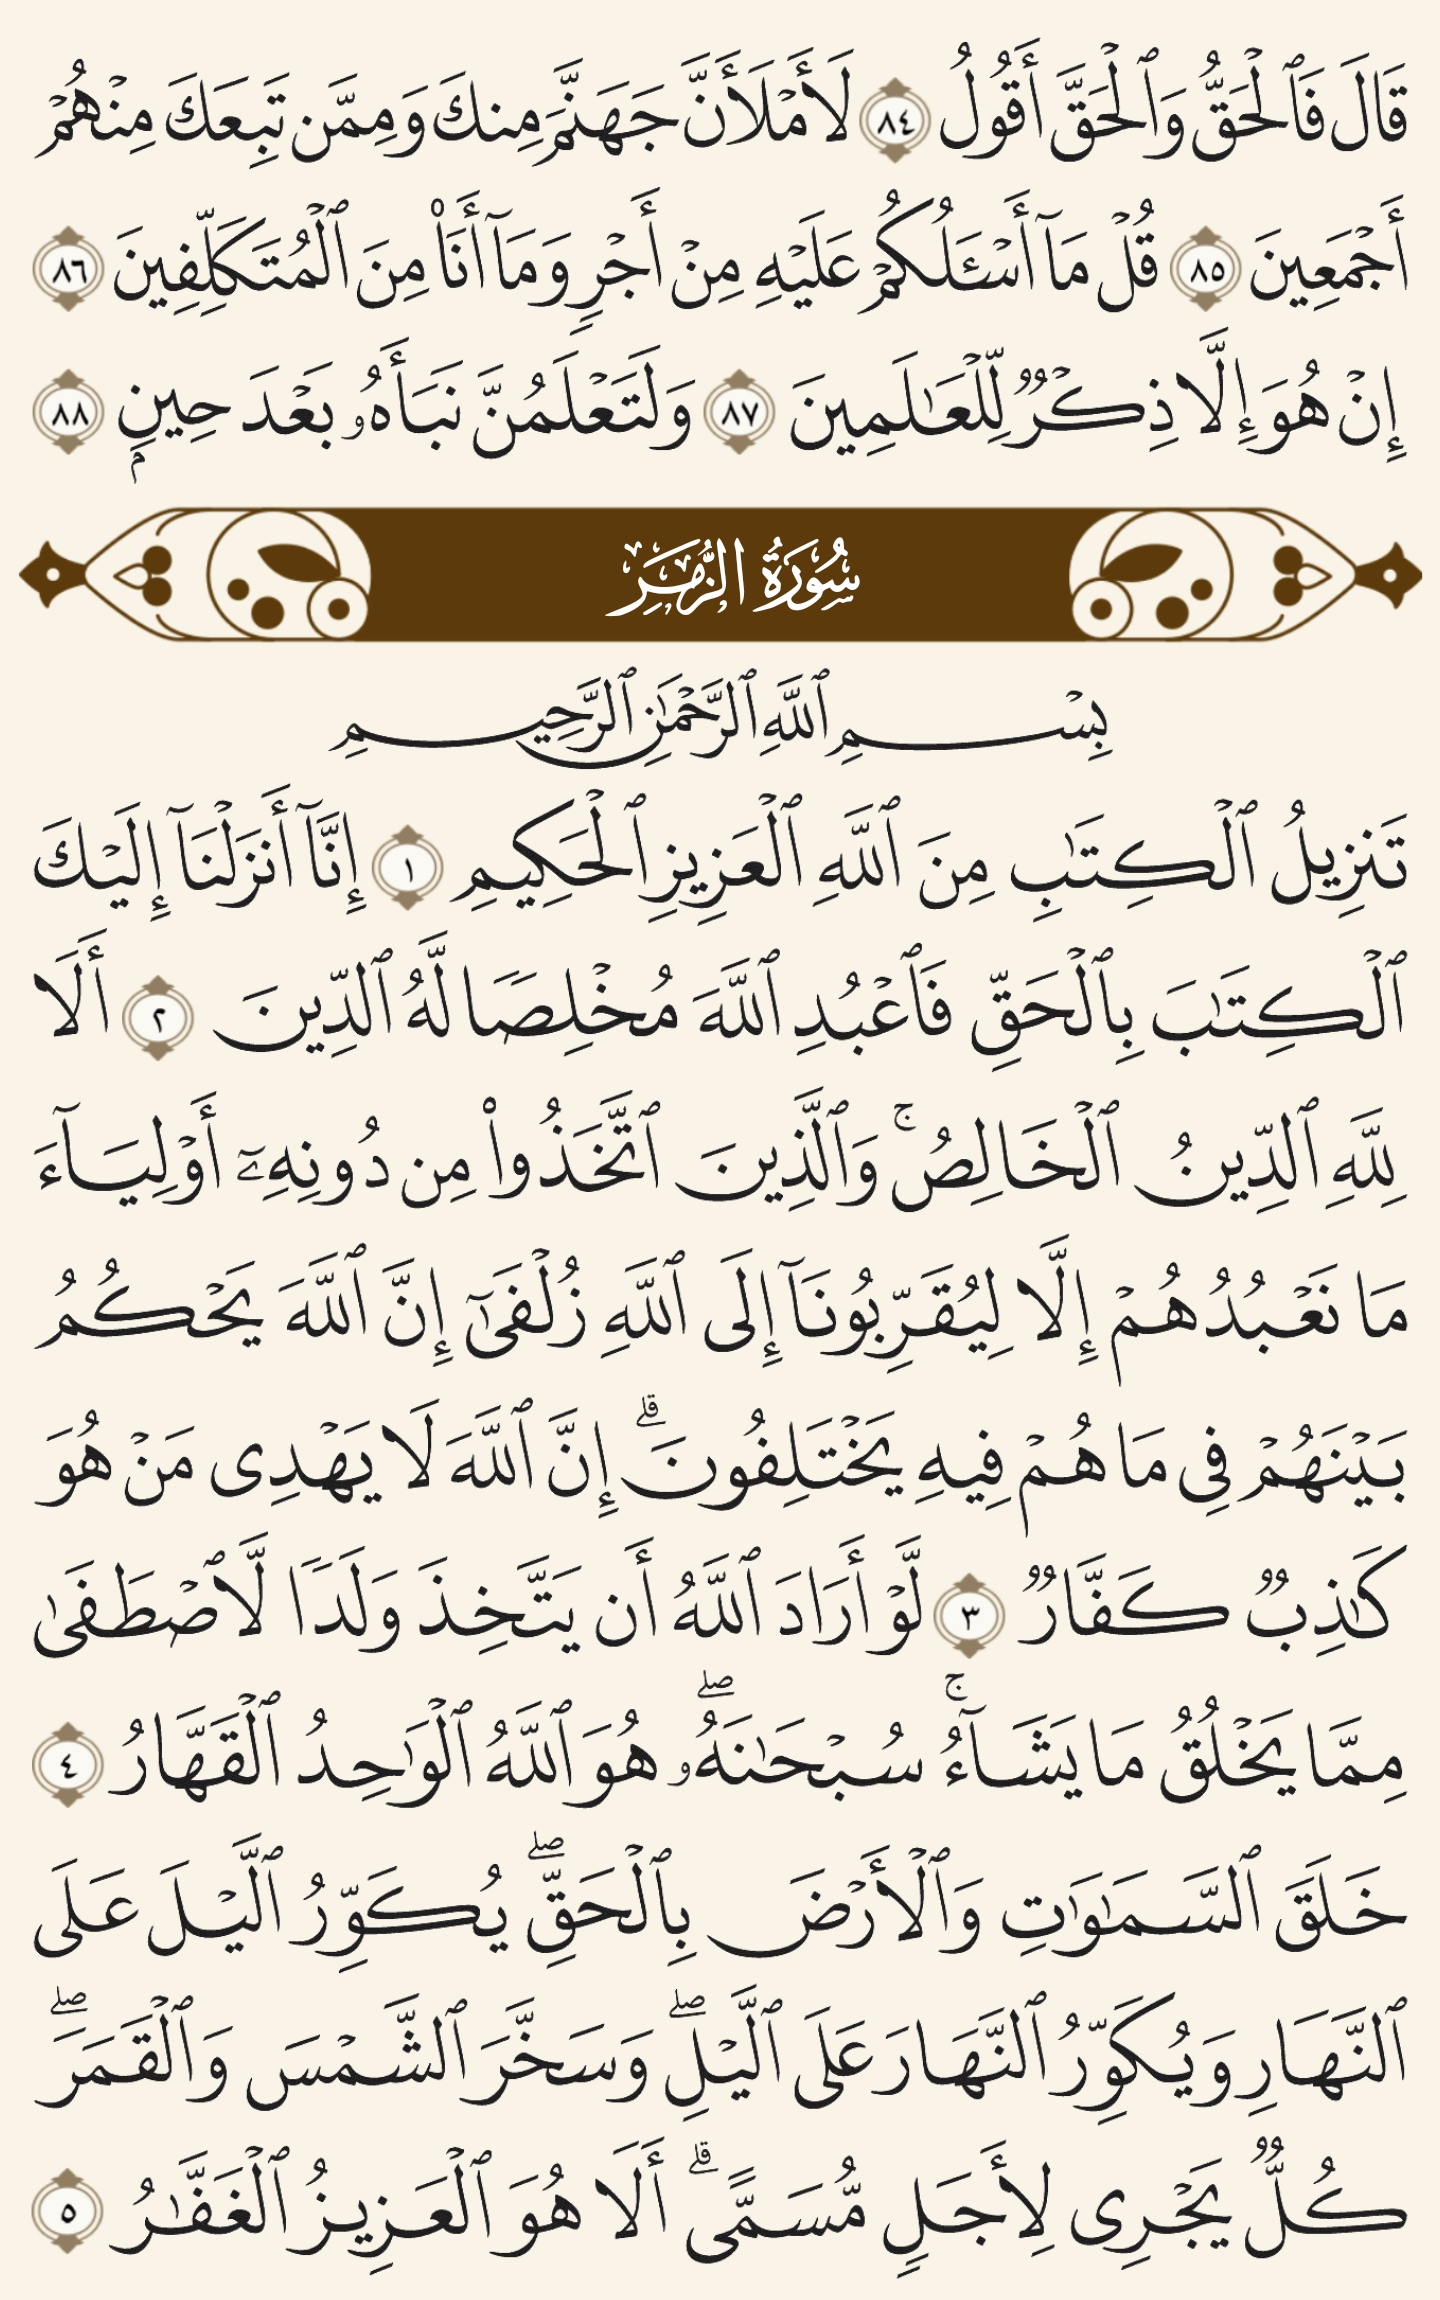 قَالَ فَٱلْحَقُّ وَٱلْحَقَّ أَقُولُ ٨٤ لَأَمْلَأَنَّ جَهَنَّمَ مِنكَ وَمِمَّن تَبِعَكَ مِنْهُمْ
أَجْمَعِينَ ٨٥ قُلْ مَآ أَسْـَٔلُكُمْ عَلَيْهِ مِنْ أَجْرٍ وَمَآ أَنَا۠ مِنَ ٱلْمُتَكَلِّفِينَ ٨٦
إِنْ هُوَ إِلَّا ذِكْرٌ لِّلْعَـٰلَمِينَ ٨٧ وَلَتَعْلَمُنَّ نَبَأَهُۥ بَعْدَ حِينٍۭ ٨٨
سُورَةُ الزُّمَرِ
بِسْمِ ٱللَّهِ ٱلرَّحْمَـٰنِ ٱلرَّحِيمِ
تَنزِيلُ ٱلْكِتَـٰبِ مِنَ ٱللَّهِ ٱلْعَزِيزِ ٱلْحَكِيمِ ١ إِنَّآ أَنزَلْنَآ إِلَيْكَ
ٱلْكِتَـٰبَ بِٱلْحَقِّ فَٱعْبُدِ ٱللَّهَ مُخْلِصًا لَّهُ ٱلدِّينَ ٢ أَلَا
لِلَّهِ ٱلدِّينُ ٱلْخَالِصُ ۚ وَٱلَّذِينَ ٱتَّخَذُوا۟ مِن دُونِهِۦٓ أَوْلِيَآءَ
مَا نَعْبُدُهُمْ إِلَّا لِيُقَرِّبُونَآ إِلَى ٱللَّهِ زُلْفَىٰٓ إِنَّ ٱللَّهَ يَحْكُمُ
بَيْنَهُمْ فِى مَا هُمْ فِيهِ يَخْتَلِفُونَ ۗ إِنَّ ٱللَّهَ لَا يَهْدِى مَنْ هُوَ
كَـٰذِبٌ كَفَّارٌ ٣ لَّوْ أَرَادَ ٱللَّهُ أَن يَتَّخِذَ وَلَدًا لَّٱصْطَفَىٰ
مِمَّا يَخْلُقُ مَا يَشَآءُ ۚ سُبْحَـٰنَهُۥ ۖ هُوَ ٱللَّهُ ٱلْوَٰحِدُ ٱلْقَهَّارُ ٤
خَلَقَ ٱلسَّمَـٰوَٰتِ وَٱلْأَرْضَ بِٱلْحَقِّ ۖ يُكَوِّرُ ٱلَّيْلَ عَلَى
ٱلنَّهَارِ وَيُكَوِّرُ ٱلنَّهَارَ عَلَى ٱلَّيْلِ ۖ وَسَخَّرَ ٱلشَّمْسَ وَٱلْقَمَرَ ۖ
كُلٌّ يَجْرِى لِأَجَلٍ مُّسَمًّى ۗ أَلَا هُوَ ٱلْعَزِيزُ ٱلْغَفَّـٰرُ ٥